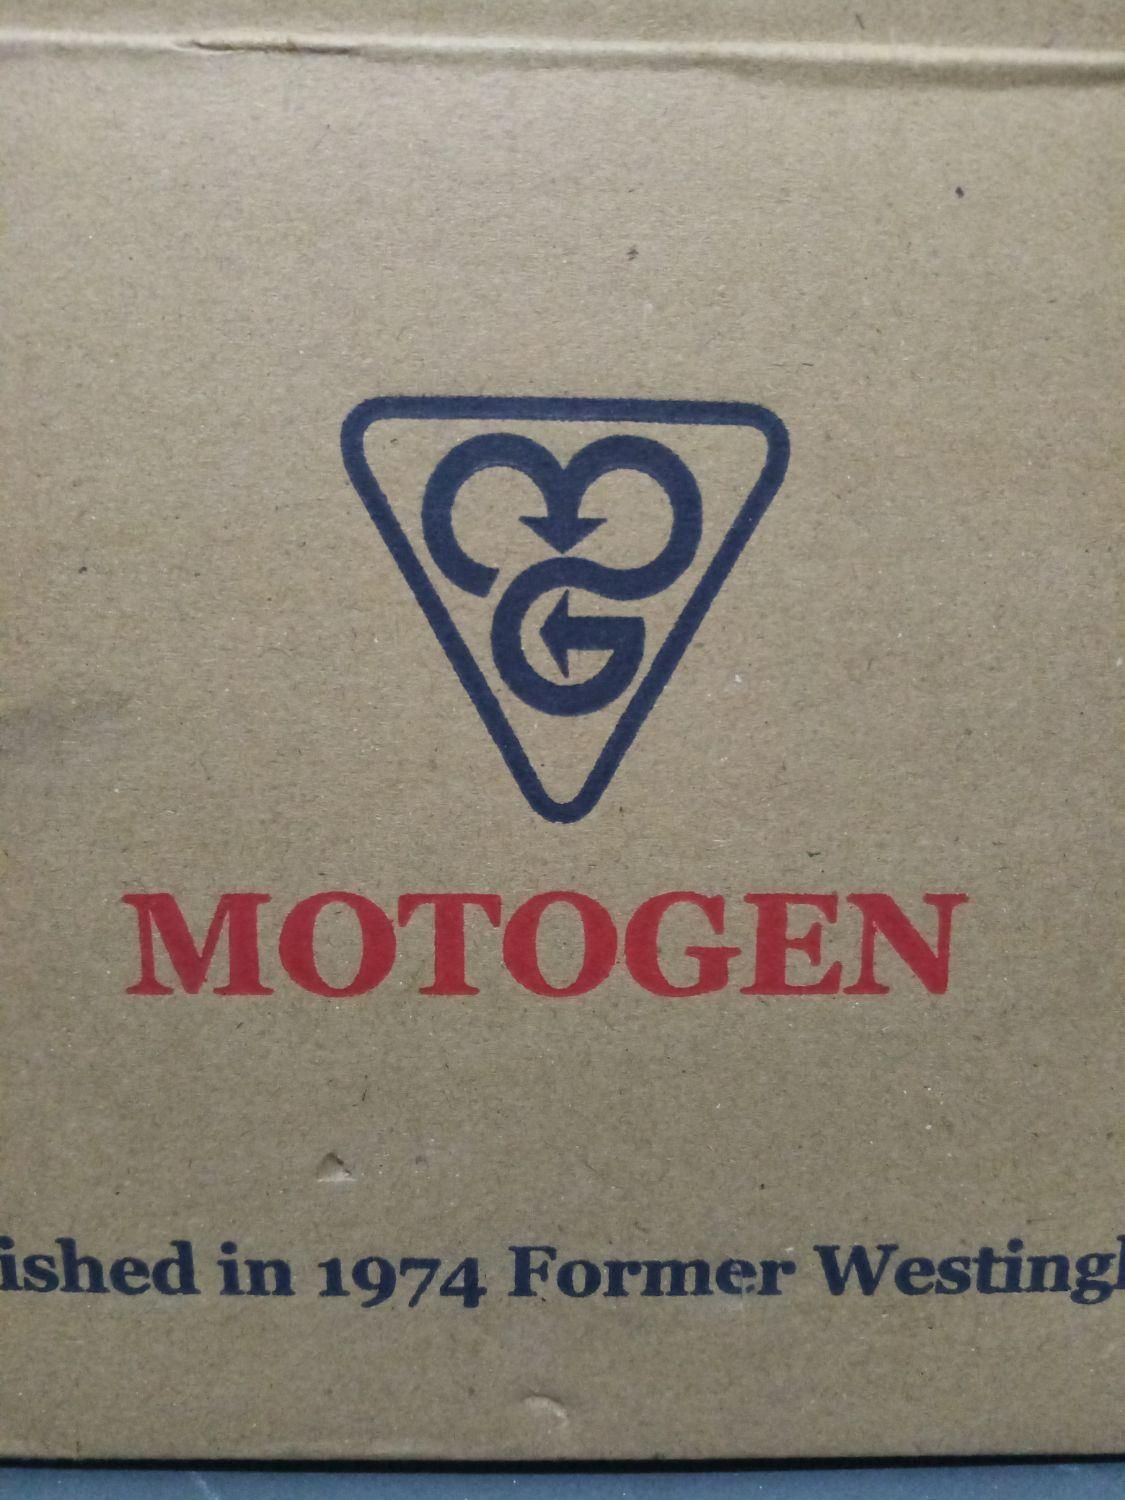 MOTOGEN
ished in 1974 Former Westingh